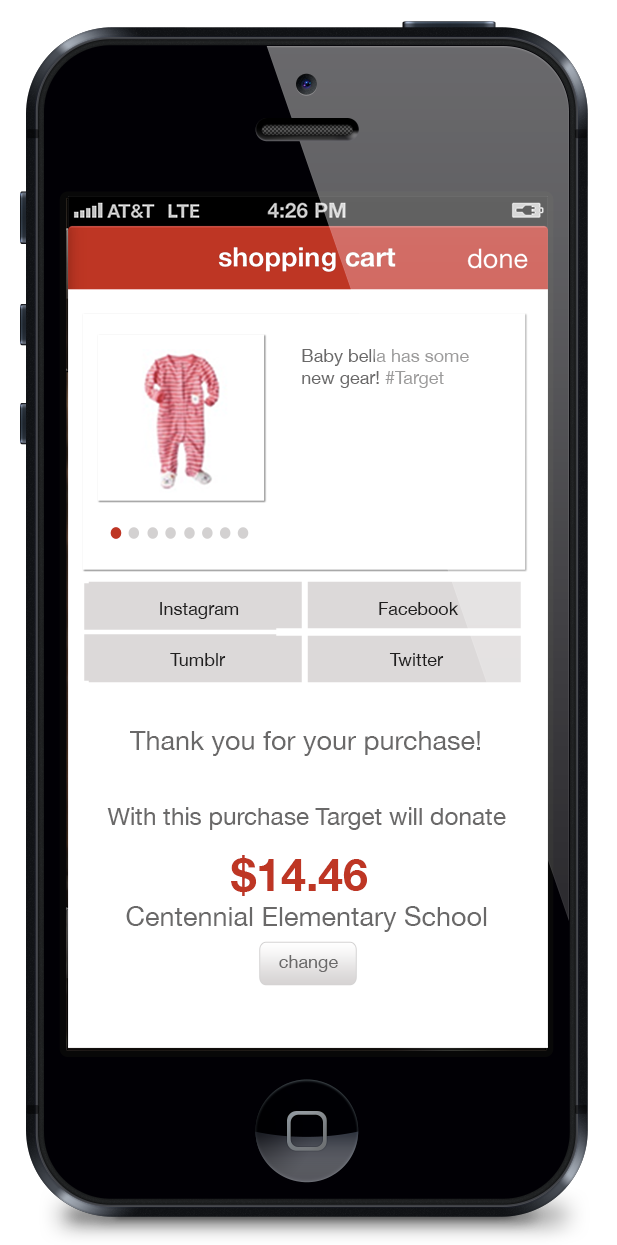 AT&T LTE 4:26 PM
shopping cart done
Baby bella has some
new gear! #Target
Instagram Facebook
Tumblr Twitter
Thank you for your purchase!
With this purchase Target will donate
$14.46
Centennial Elementary School
change